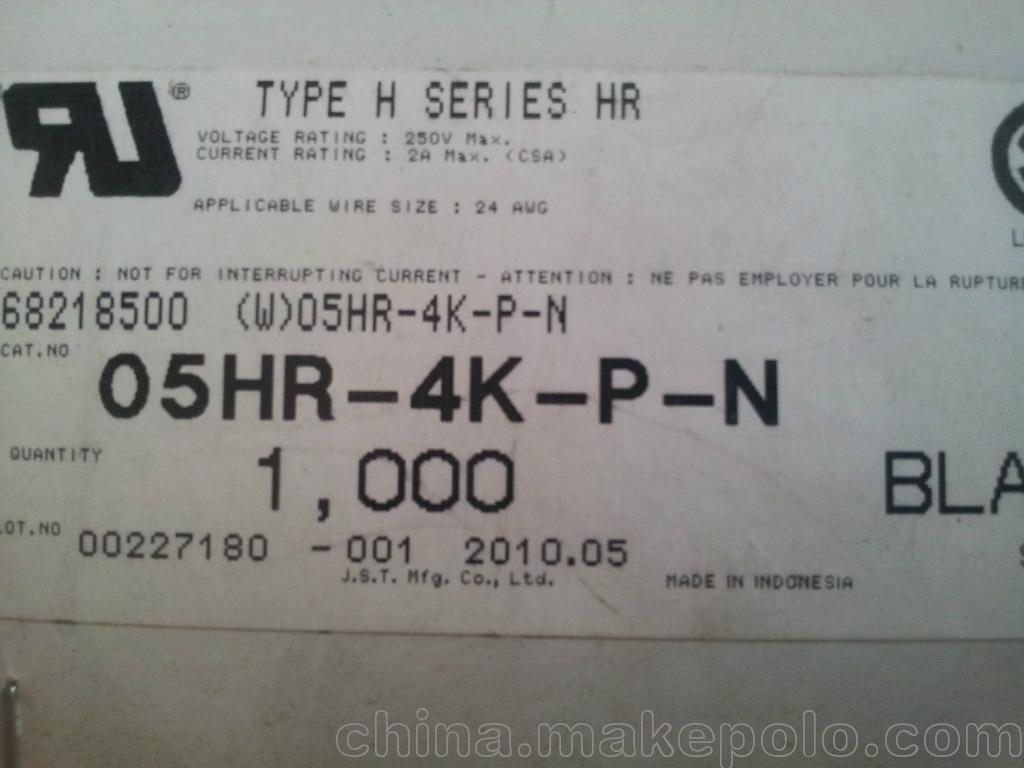 RU®
TYPE H SERIES HR
VOLTAGE RATING : 250V Max.
CURRENT RATING : 2A Max. (CSA)
APPLICABLE WIRE SIZE : 24 AWG
CAUTION : NOT FOR INTERRUPTING CURRENT - ATTENTION : NE PAS EMPLOYER POUR LA RUPTURE
68218500 (W)05HR-4K-P-N
CAT.NO
05HR-4K-P-N
QUANTITY 1,000 BLA
LOT.NO 00227180 -001 2010.05
J.S.T. Mfg. Co., Ltd. MADE IN INDONESIA
china.makepolo.com